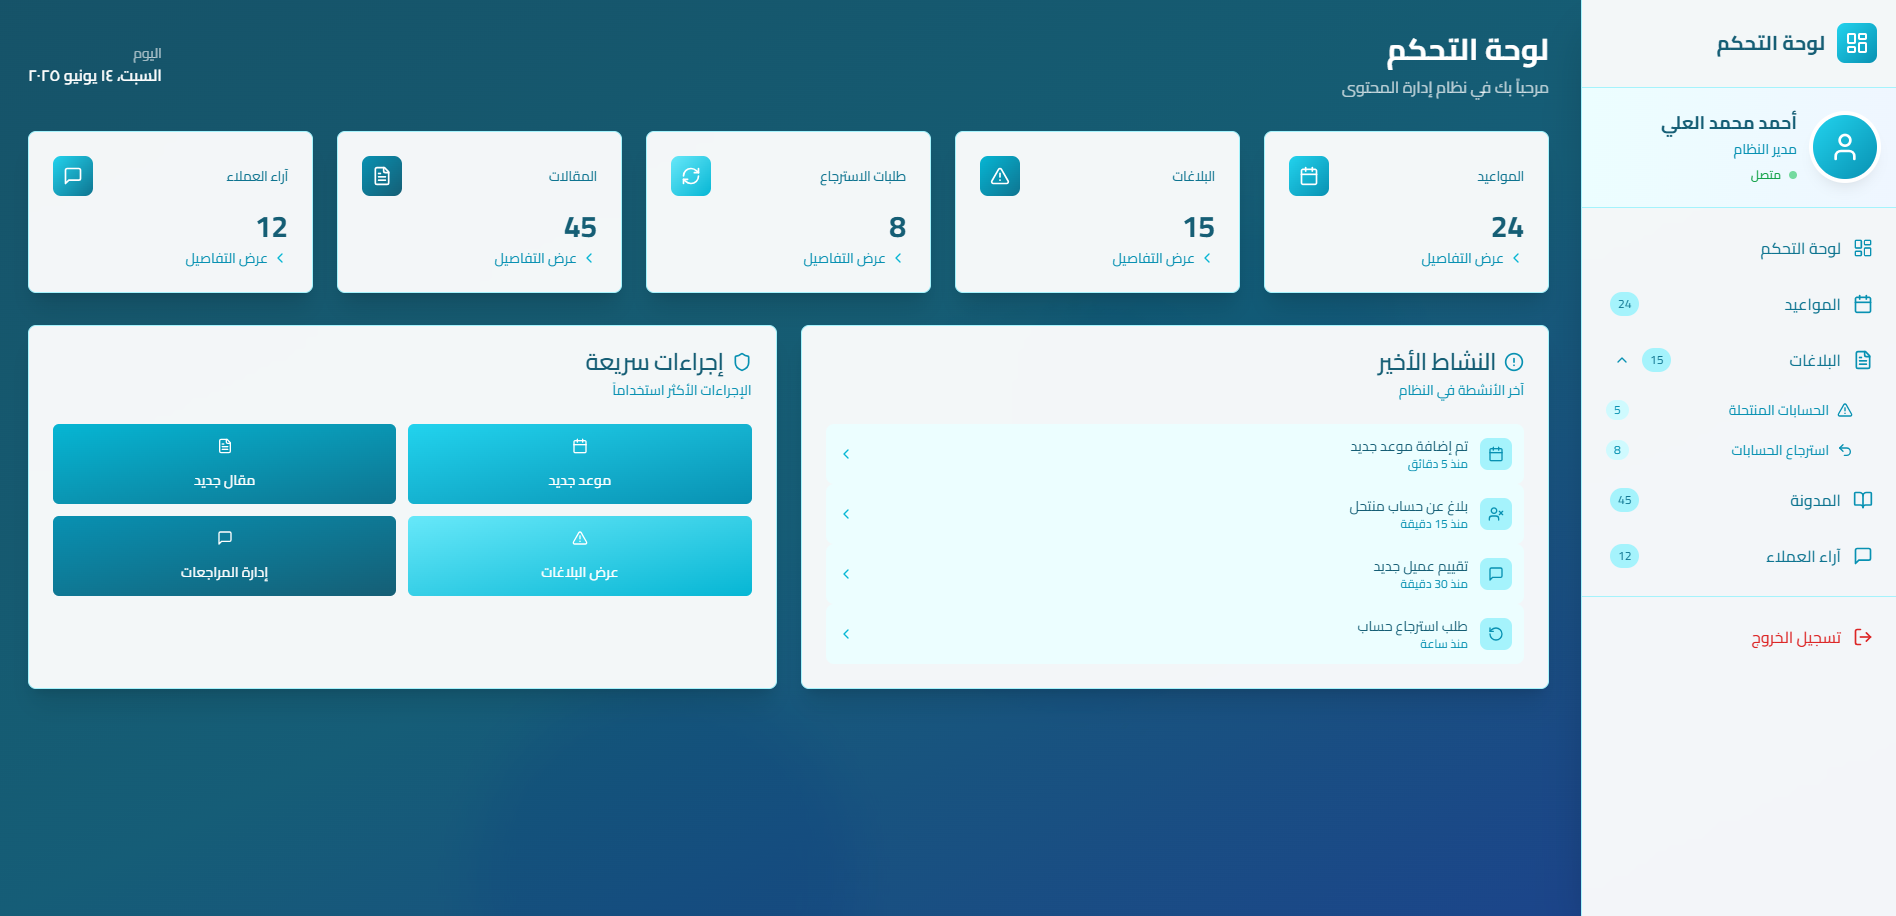 لوحة التحكم
أحمد محمد العلي
مدير النظام
متصل
لوحة التحكم
المواعيد
24
البلاغات
15
الحسابات المنتحلة
5
استرجاع الحسابات
8
المدونة
45
آراء العملاء
12
تسجيل الخروج
لوحة التحكم
مرحباً بك في نظام إدارة المحتوى
اليوم
السبت، ١٤ يونيو ٢٠٢٥
المواعيد
24
عرض التفاصيل
البلاغات
15
عرض التفاصيل
طلبات الاسترجاع
8
عرض التفاصيل
المقالات
45
عرض التفاصيل
آراء العملاء
12
عرض التفاصيل
النشاط الأخير
آخر الأنشطة في النظام
تم إضافة موعد جديد
منذ 5 دقائق
بلاغ عن حساب منتحل
منذ 15 دقيقة
تقييم عميل جديد
منذ 30 دقيقة
طلب استرجاع حساب
منذ ساعة
إجراءات سريعة
الإجراءات الأكثر استخداماً
موعد جديد
مقال جديد
عرض البلاغات
إدارة المراجعات